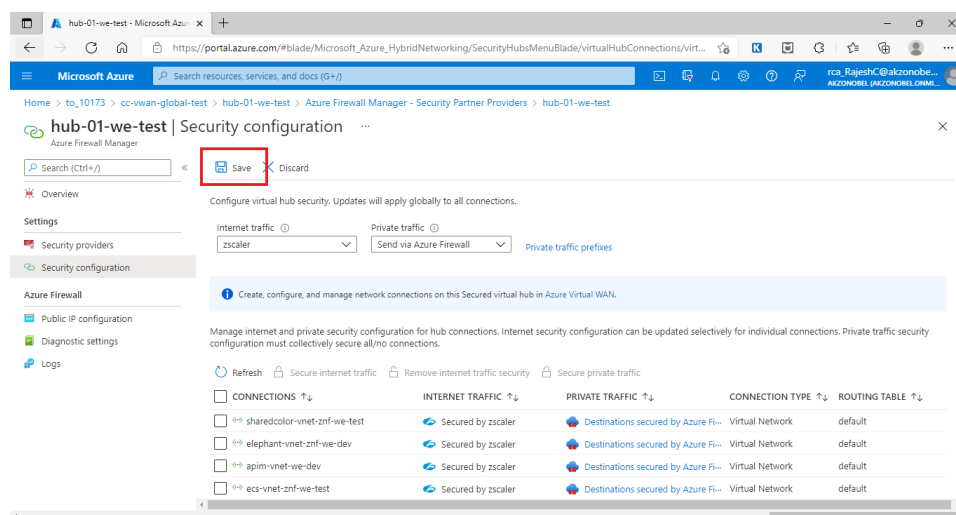 hub-01-we-test - Microsoft Azur
https://portal.azure.com/#blade/Microsoft_Azure_HybridNetworking/SecurityHubsMenuBlade/virtualHubConnections/virt...
Microsoft Azure
Search resources, services, and docs (G+/)
rca_RajeshC@akzonobe...
AKZONOBEL (AKZONOBEL.ONMI...
Home > to_10173 > cc-vwan-global-test > hub-01-we-test > Azure Firewall Manager - Security Partner Providers > hub-01-we-test
hub-01-we-test | Security configuration ...
Azure Firewall Manager
Search (Ctrl+/)
«
Save
Discard
Overview
Settings
Security providers
Security configuration
Azure Firewall
Public IP configuration
Diagnostic settings
Logs
Configure virtual hub security. Updates will apply globally to all connections.
Internet traffic
Private traffic
zscaler
Send via Azure Firewall
Private traffic prefixes
Create, configure, and manage network connections on this Secured virtual hub in Azure Virtual WAN.
Manage internet and private security configuration for hub connections. Internet security configuration can be updated selectively for individual connections. Private traffic security
configuration must collectively secure all/no connections.
Refresh Secure internet traffic Remove internet traffic security Secure private traffic
CONNECTIONS ↑↓ INTERNET TRAFFIC ↑↓ PRIVATE TRAFFIC ↑↓ CONNECTION TYPE ↑↓ ROUTING TABLE ↑↓
sharedcolor-vnet-znf-we-test Secured by zscaler Destinations secured by Azure Fi... Virtual Network default
elephant-vnet-znf-we-dev Secured by zscaler Destinations secured by Azure Fi... Virtual Network default
apim-vnet-we-dev Secured by zscaler Destinations secured by Azure Fi... Virtual Network default
ecs-vnet-znf-we-test Secured by zscaler Destinations secured by Azure Fi... Virtual Network default